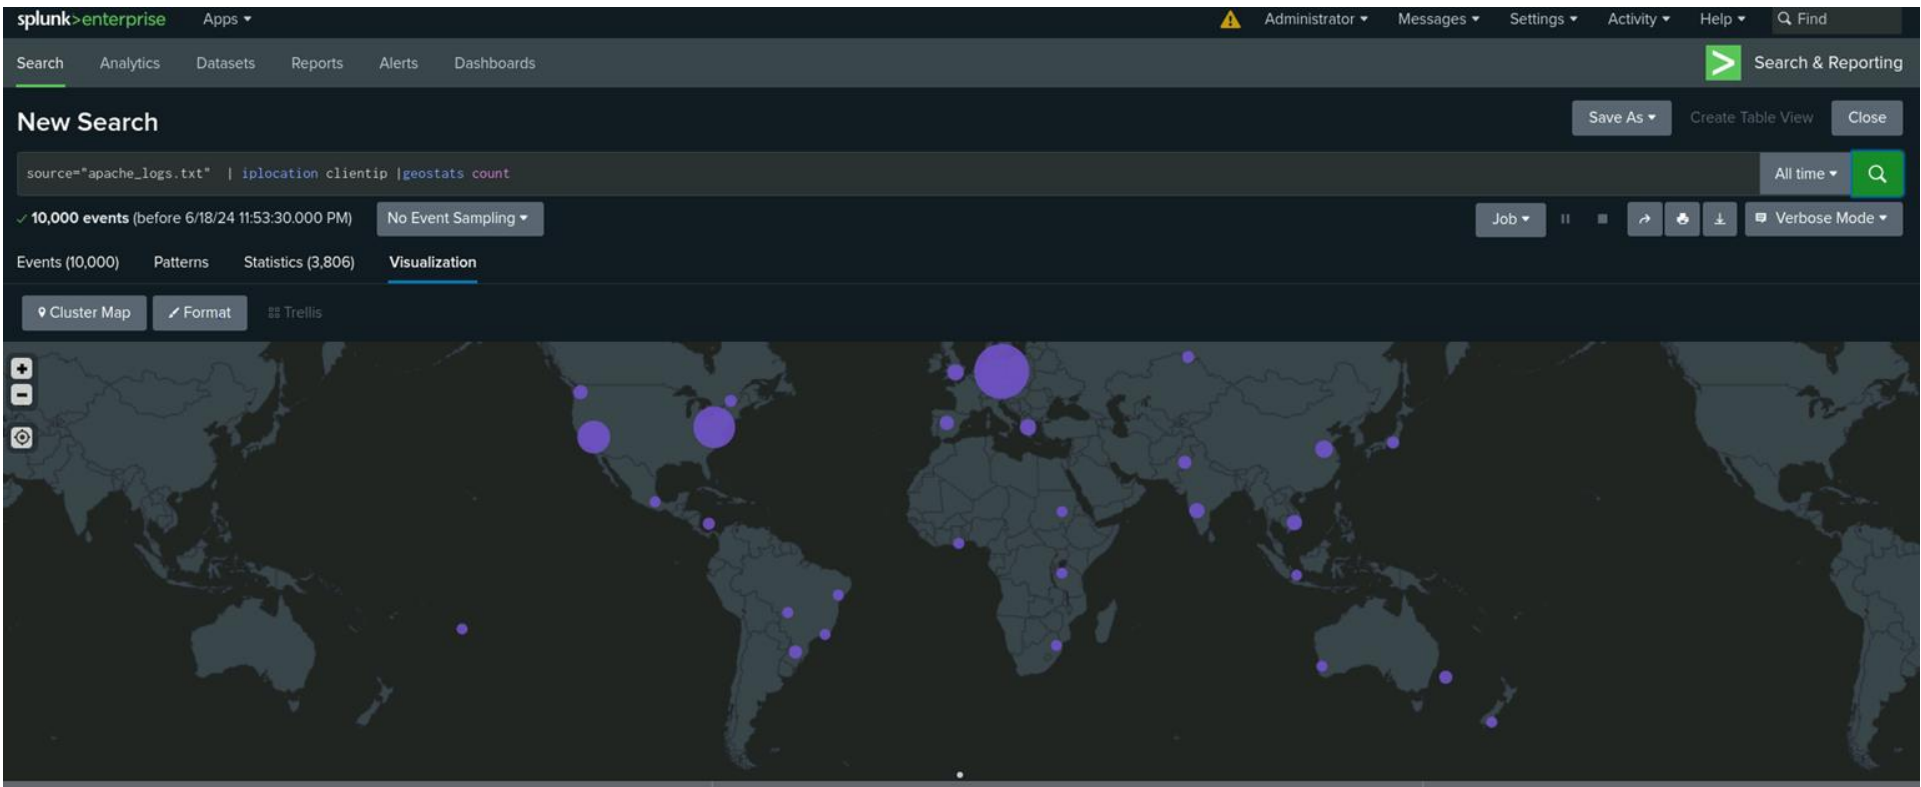 splunk>enterprise Apps Administrator Messages Settings Activity Help Find
Search Analytics Datasets Reports Alerts Dashboards Search & Reporting
New Search Save As Create Table View Close
source="apache_logs.txt" | iplocation clientip |geostats count All time
10,000 events (before 6/18/24 11:53:30.000 PM) No Event Sampling Job Verbose Mode
Events (10,000) Patterns Statistics (3,806) Visualization
Cluster Map Format Trellis